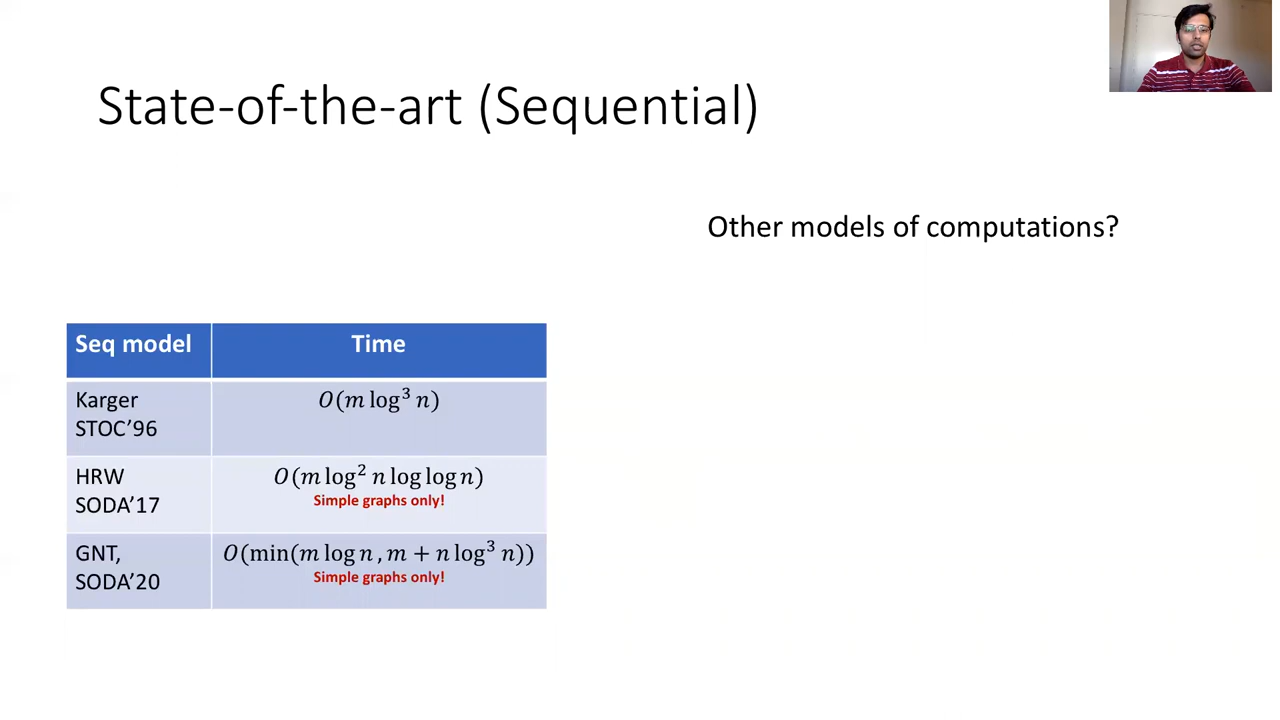 State-of-the-art (Sequential)
Other models of computations?
Seq model
Time
Karger
STOC’96
O(m log³ n)
HRW
SODA’17
O(m log² n log log n)
Simple graphs only!
GNT,
SODA’20
O(min(m log n , m + n log³ n))
Simple graphs only!